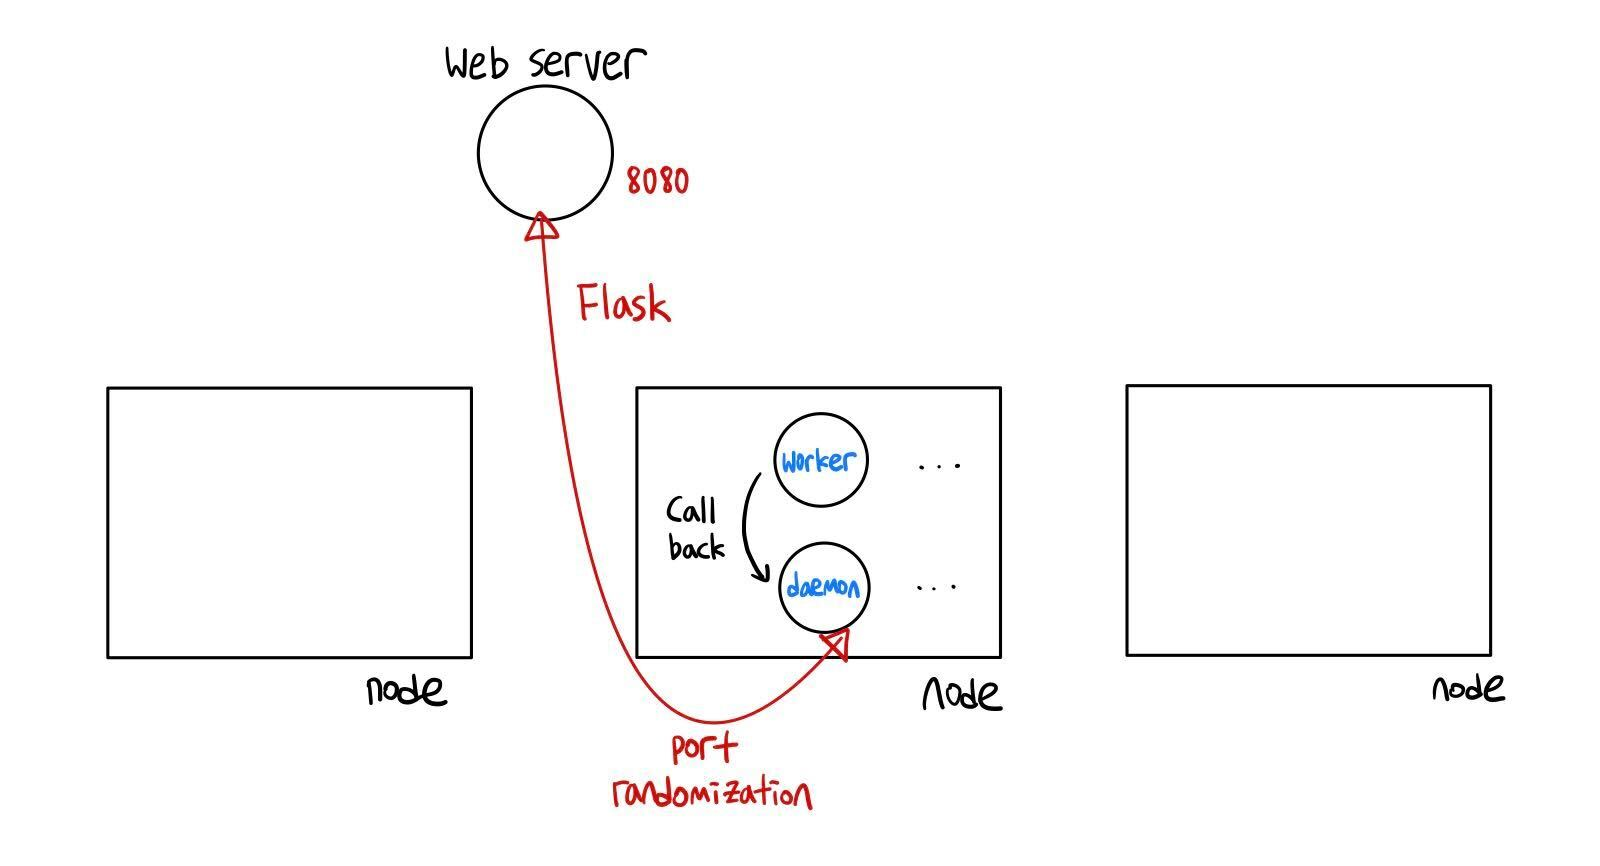 Web server
8080
Flask
worker
...
Call
back
daemon
...
node
node
node
port
randomization